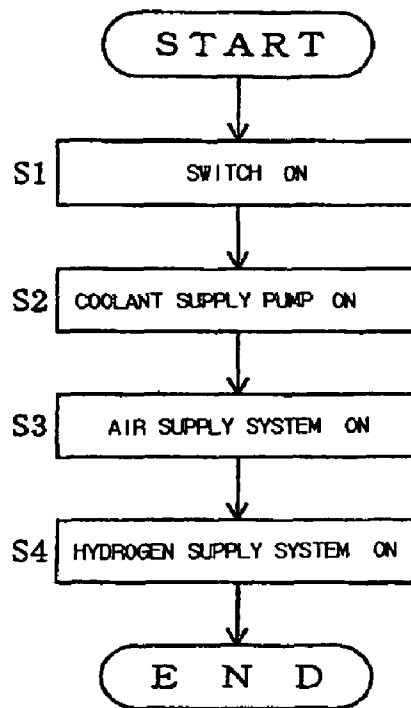 START
S1 SWITCH ON
S2 COOLANT SUPPLY PUMP ON
S3 AIR SUPPLY SYSTEM ON
S4 HYDROGEN SUPPLY SYSTEM ON
END